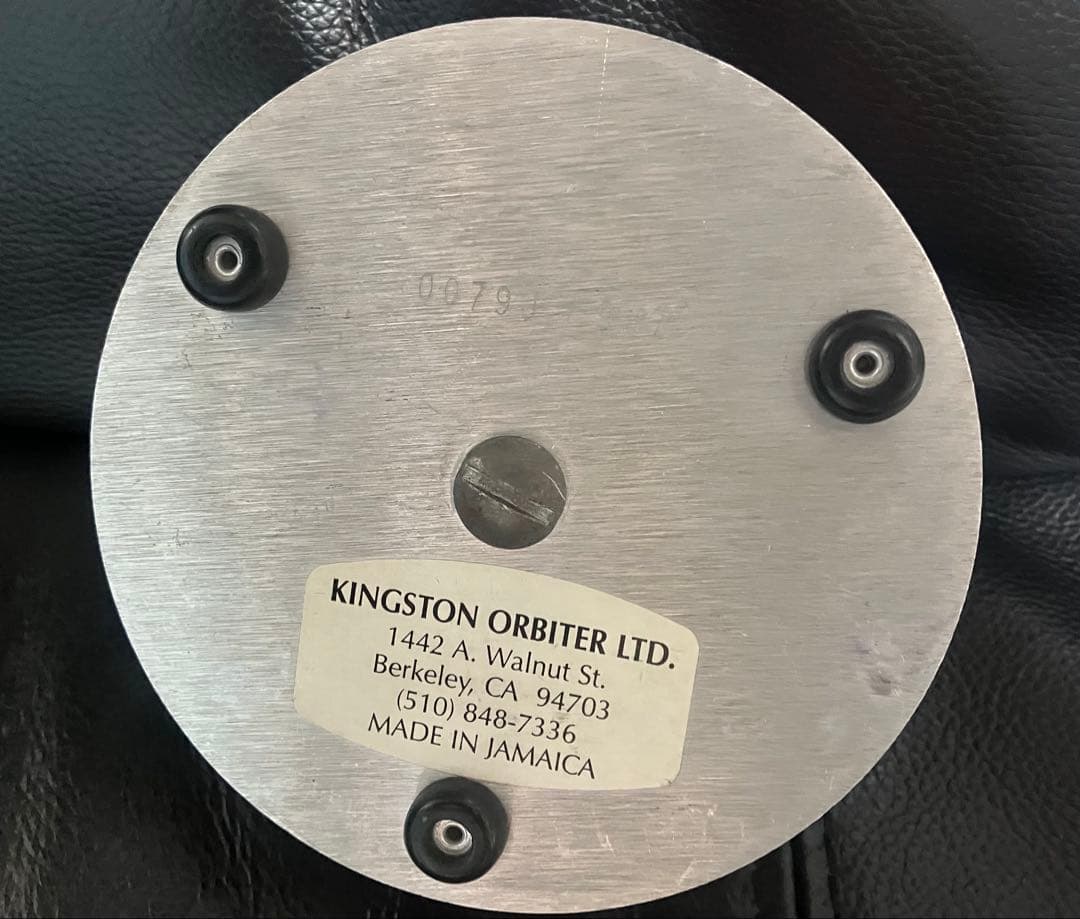 KINGSTON ORBITER LTD.
1442 A. Walnut St.
Berkeley, CA 94703
(510) 848-7336
MADE IN JAMAICA